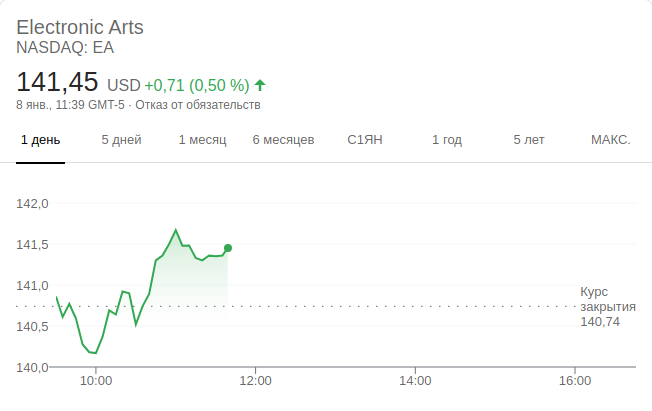 Electronic Arts
NASDAQ: EA
141,45 USD +0,71 (0,50 %)
8 янв., 11:39 GMT-5 · Отказ от обязательств
1 день 5 дней 1 месяц 6 месяцев С1ЯН 1 год 5 лет МАКС.
142,0
141,5
141,0
140,5
140,0
Курс
закрытия
140,74
10:00 12:00 14:00 16:00